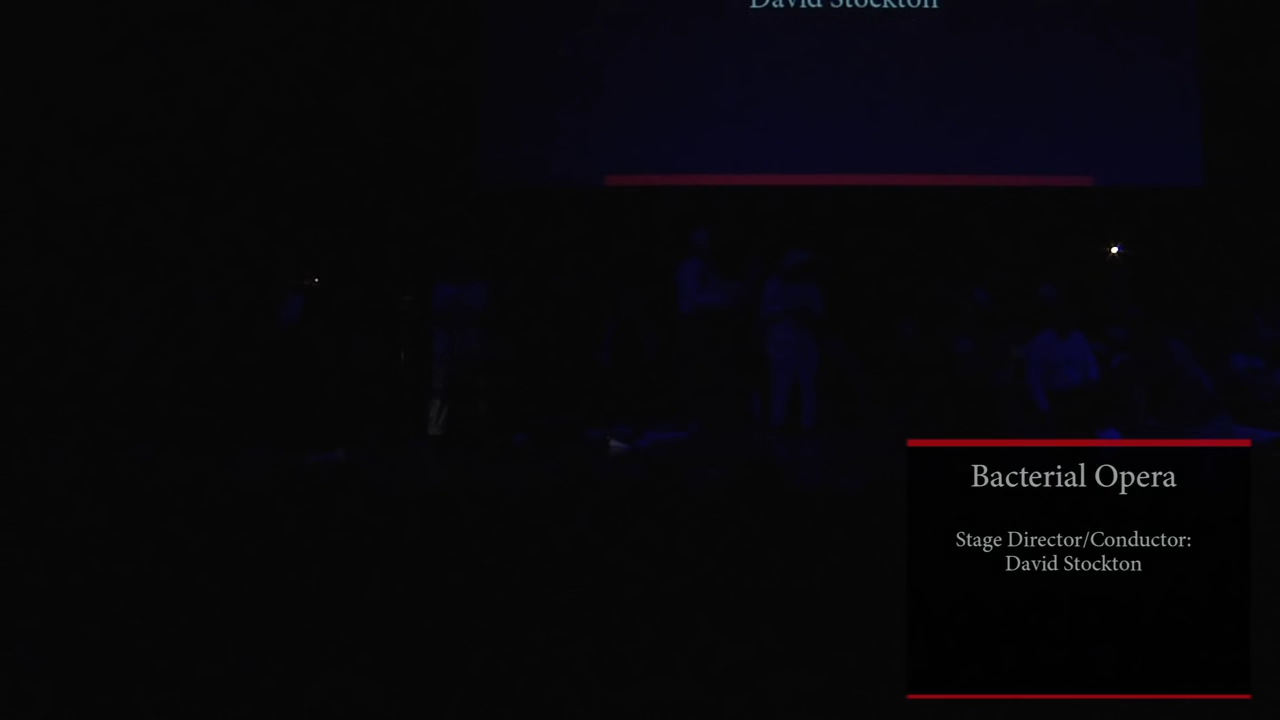 David Stockton
Bacterial Opera
Stage Director/Conductor:
David Stockton